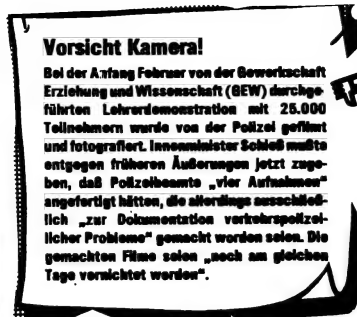 Vorsicht Kamera!
Bei der Anfang Februar von der Gewerkschaft
Erziehung und Wissenschaft (GEW) durchge-
führten Lehrerdemonstration mit 25.000
Teilnehmern wurde von der Polizei gefilmt
und fotografiert. Innenminister Schieß mußte
entgegen früheren Äußerungen jetzt zuge-
ben, daß Polizeibeamte „vier Aufnahmen"
angefertigt hätten, die allerdings ausschließ-
lich „zur Dokumentation verkehrspolizei-
licher Probleme" gemacht worden seien. Die
gemachten Filme seien „noch am gleichen
Tage vernichtet worden".